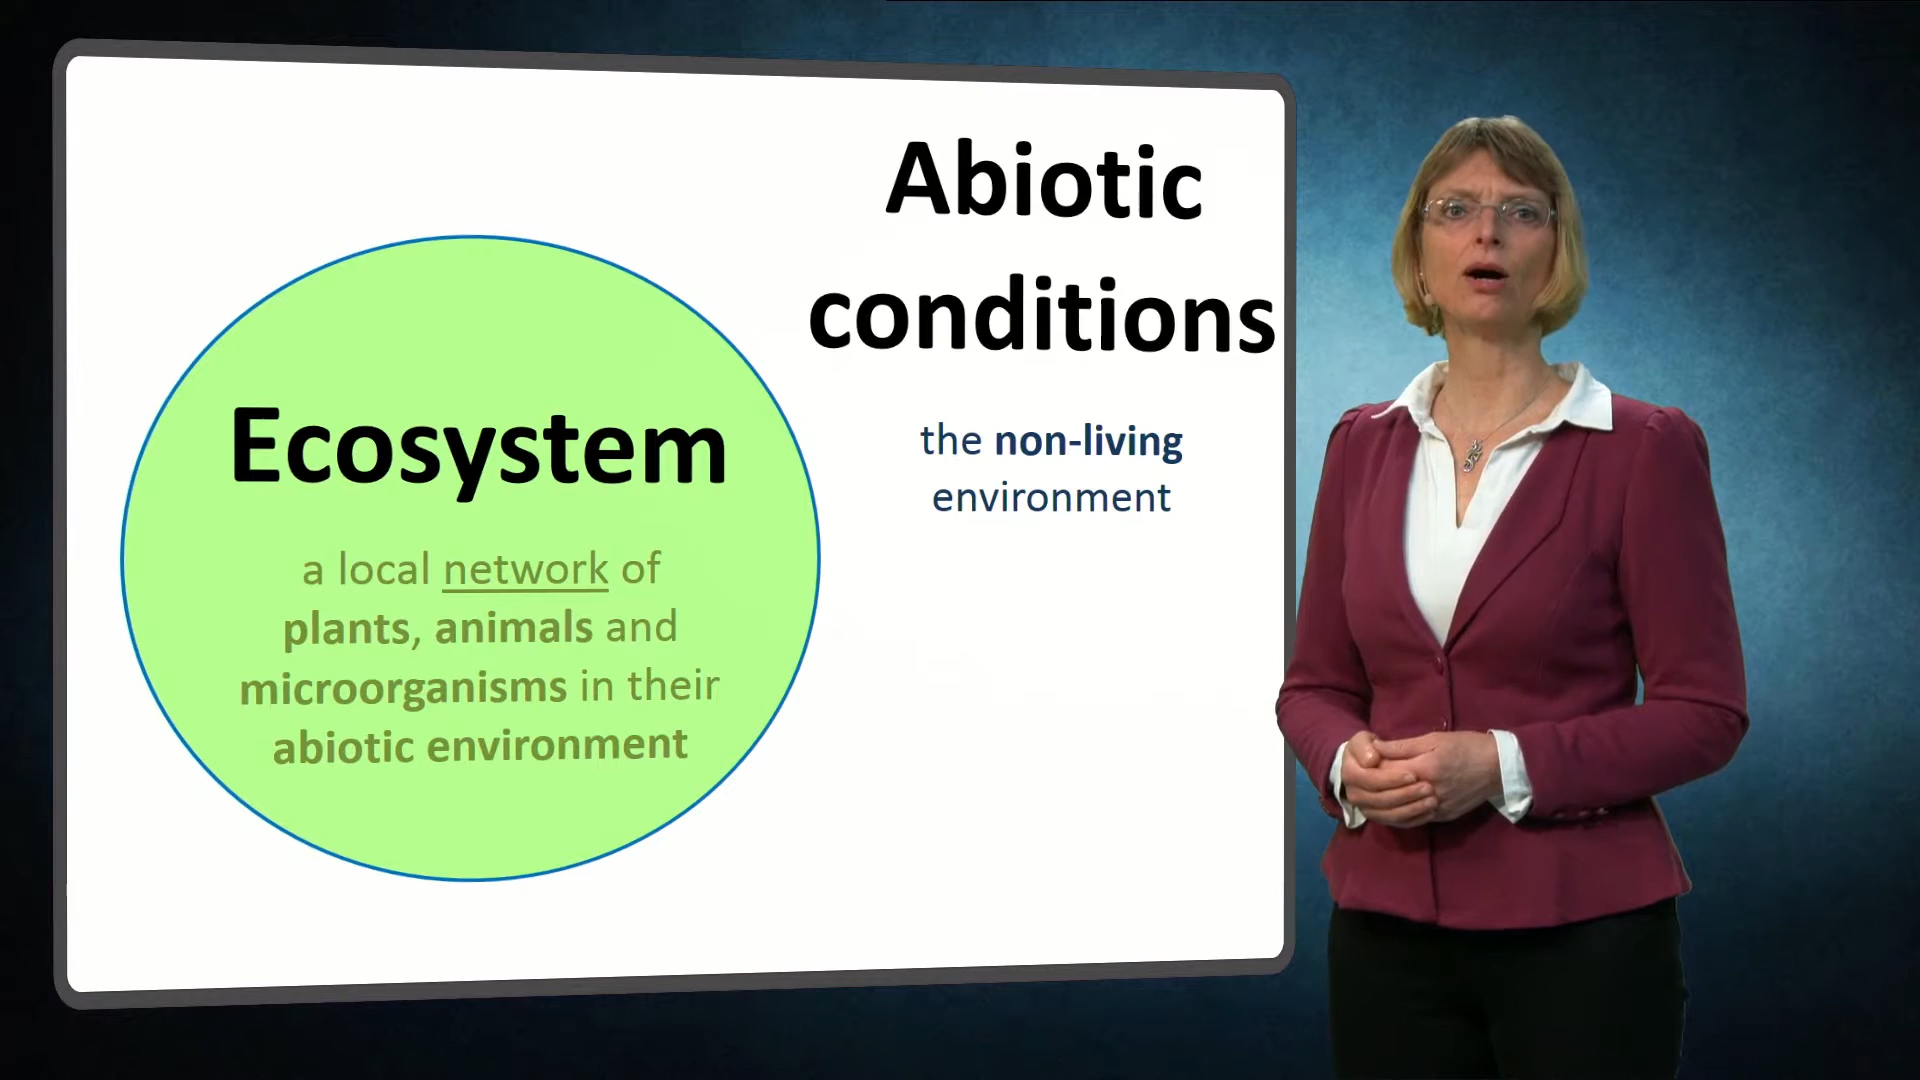 Ecosystem
a local network of
plants, animals and
microorganisms in their
abiotic environment
Abiotic
conditions
the non-living
environment